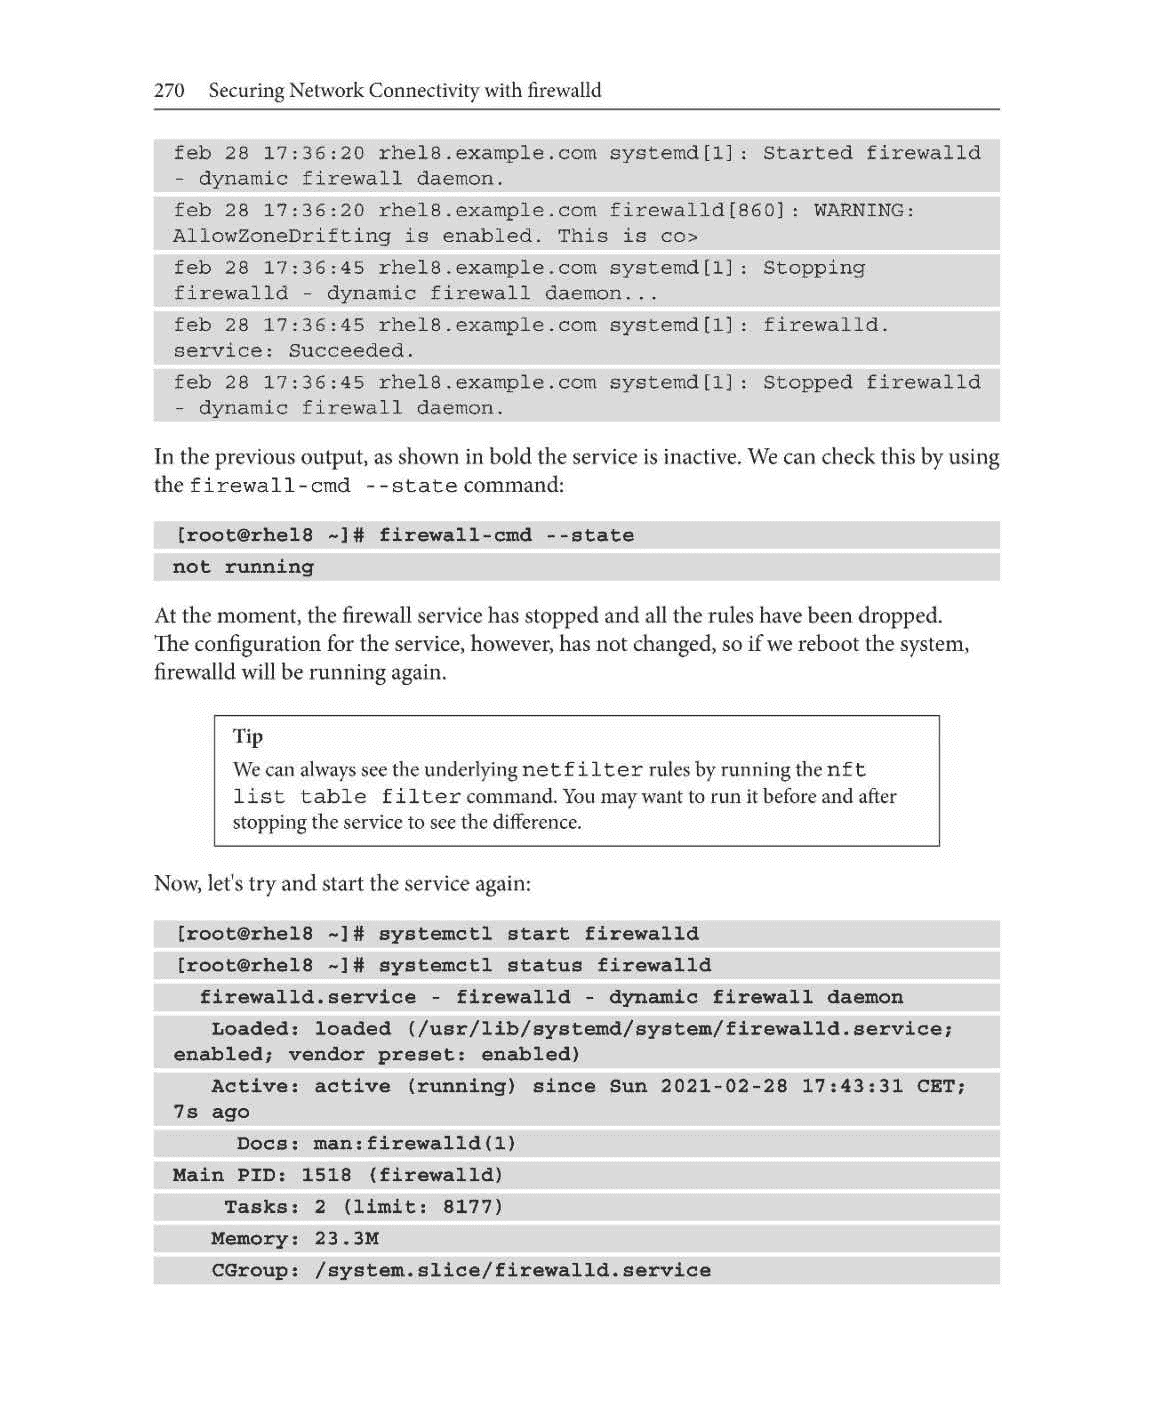 270 Securing Network Connectivity with firewalld
feb 28 17:36:20 rhel8.example.com systemd[1]: Started firewalld
- dynamic firewall daemon.
feb 28 17:36:20 rhel8.example.com firewalld[860]: WARNING:
AllowZoneDrifting is enabled. This is co>
feb 28 17:36:45 rhel8.example.com systemd[1]: Stopping
firewalld - dynamic firewall daemon...
feb 28 17:36:45 rhel8.example.com systemd[1]: firewalld.
service: Succeeded.
feb 28 17:36:45 rhel8.example.com systemd[1]: Stopped firewalld
- dynamic firewall daemon.
In the previous output, as shown in bold the service is inactive. We can check this by using
the firewall-cmd --state command:
[root@rhel8 ~]# firewall-cmd --state
not running
At the moment, the firewall service has stopped and all the rules have been dropped.
The configuration for the service, however, has not changed, so if we reboot the system,
firewalld will be running again.
Tip
We can always see the underlying netfilter rules by running the nft
list table filter command. You may want to run it before and after
stopping the service to see the difference.
Now, let's try and start the service again:
[root@rhel8 ~]# systemctl start firewalld
[root@rhel8 ~]# systemctl status firewalld
firewalld.service - firewalld - dynamic firewall daemon
Loaded: loaded (/usr/lib/systemd/system/firewalld.service;
enabled; vendor preset: enabled)
Active: active (running) since Sun 2021-02-28 17:43:31 CET;
7s ago
Docs: man:firewalld(1)
Main PID: 1518 (firewalld)
Tasks: 2 (limit: 8177)
Memory: 23.3M
CGroup: /system.slice/firewalld.service